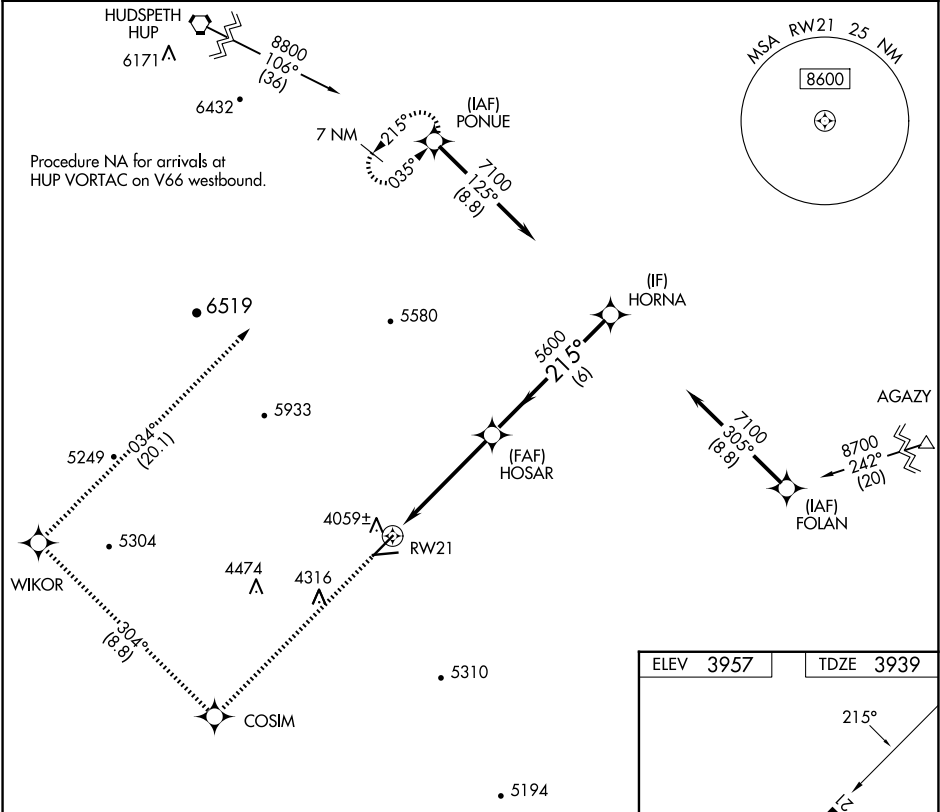 HUDSPETH
HUP
6171
6432
8800
106°
(36)
MSA RW21 25 NM
8600
(IAF)
PONUE
7 NM
215°
035°
7100
125°
(8.8)
Procedure NA for arrivals at
HUP VORTAC on V66 westbound.
(IF)
HORNA
6519
5580
5600
215°
(6)
5933
AGAZY
034°
(20.1)
5249
(FAF)
HOSAR
7100
305°
(8.8)
8700
242°
(20)
(IAF)
FOLAN
4059±
RW21
5304
WIKOR
4474
4316
304°
(8.8)
5310
COSIM
ELEV 3957
TDZE 3939
215°
21
5194